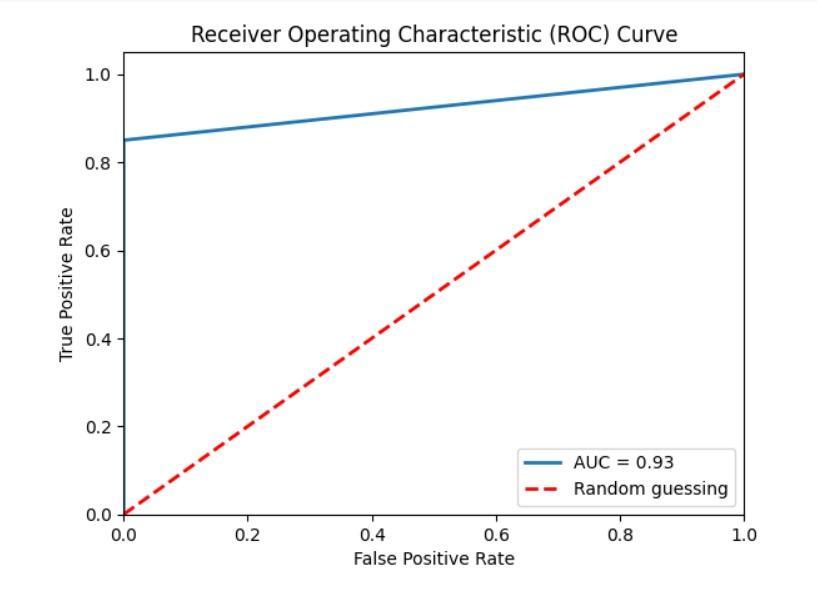 Receiver Operating Characteristic (ROC) Curve
1.0
0.8
0.6
0.4
0.2
0.0
True Positive Rate
AUC = 0.93
Random guessing
0.0 0.2 0.4 0.6 0.8 1.0
False Positive Rate